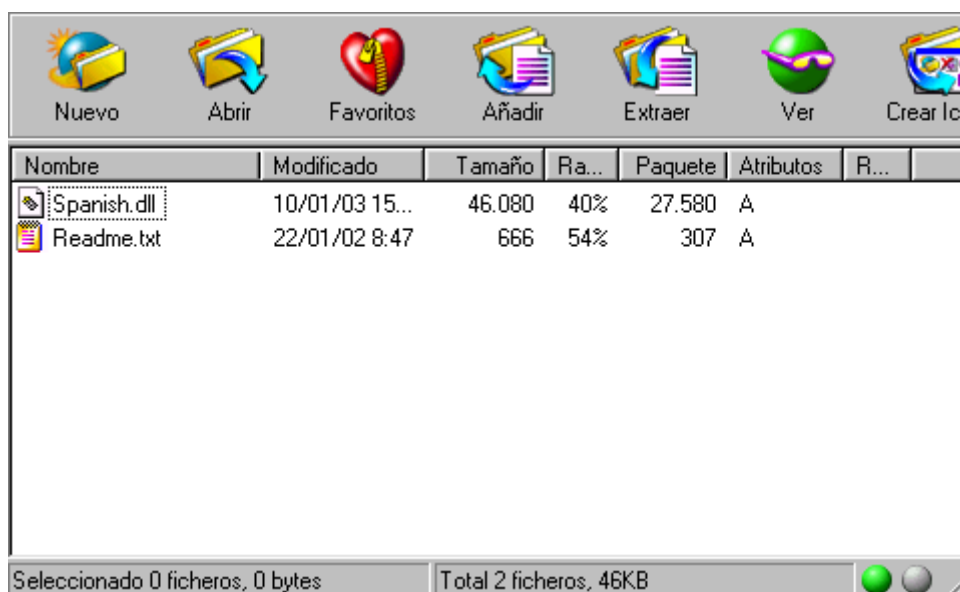 Nuevo Abrir Favoritos Añadir Extraer Ver Crear Ic
Nombre Modificado Tamaño Ra... Paquete Atributos R...
Spanish.dll 10/01/03 15... 46.080 40% 27.580 A
Readme.txt 22/01/02 8:47 666 54% 307 A
Seleccionado 0 ficheros, 0 bytes Total 2 ficheros, 46KB